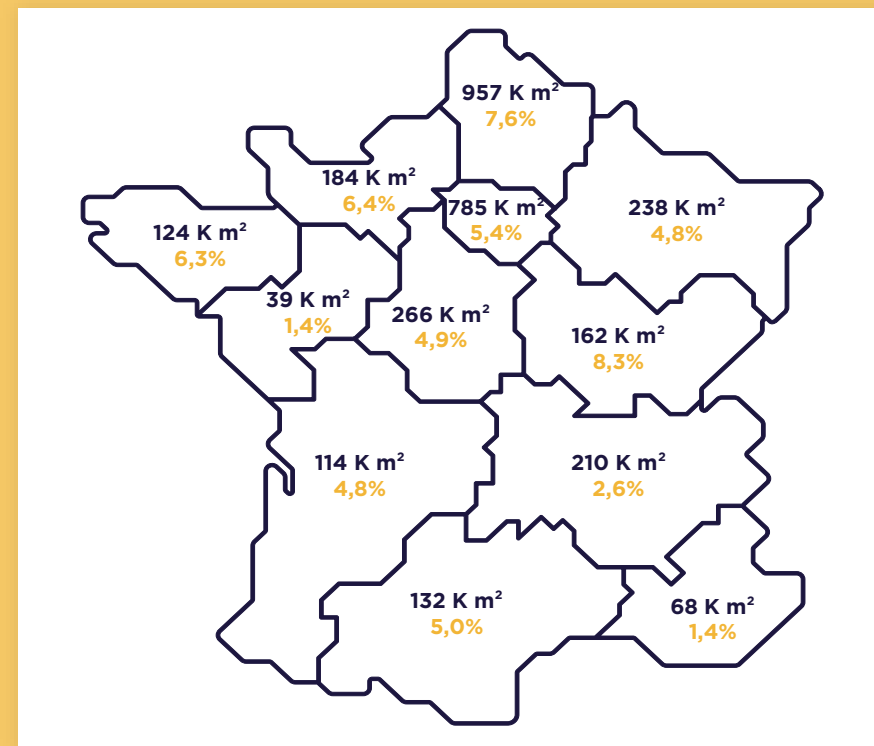 957 K m²
7,6%
184 K m²
6,4%
785 K m²
5,4%
238 K m²
4,8%
124 K m²
6,3%
39 K m²
1,4%
266 K m²
4,9%
162 K m²
8,3%
114 K m²
4,8%
210 K m²
2,6%
132 K m²
5,0%
68 K m²
1,4%